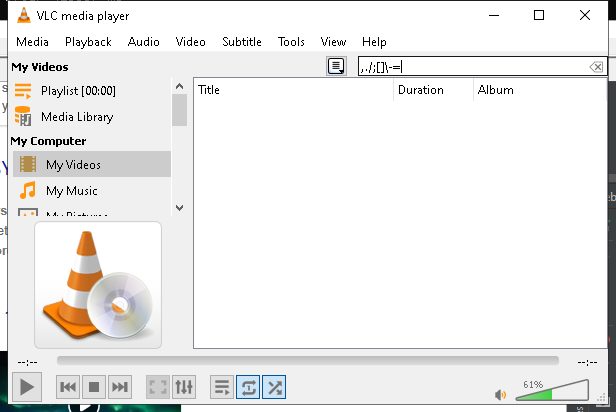 VLC media player
Media Playback Audio Video Subtitle Tools View Help
My Videos
,./;[]\-=
Playlist [00:00]
Media Library
My Computer
My Videos
My Music
My Pictures
Title Duration Album
--:-- --:--
61%